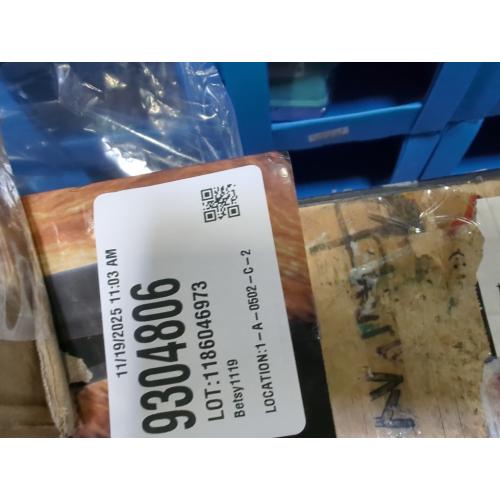 11/19/2025 11:03 AM
9304806
LOT:1186046973
Betsy1119
LOCATION:1-A-0502-C-2